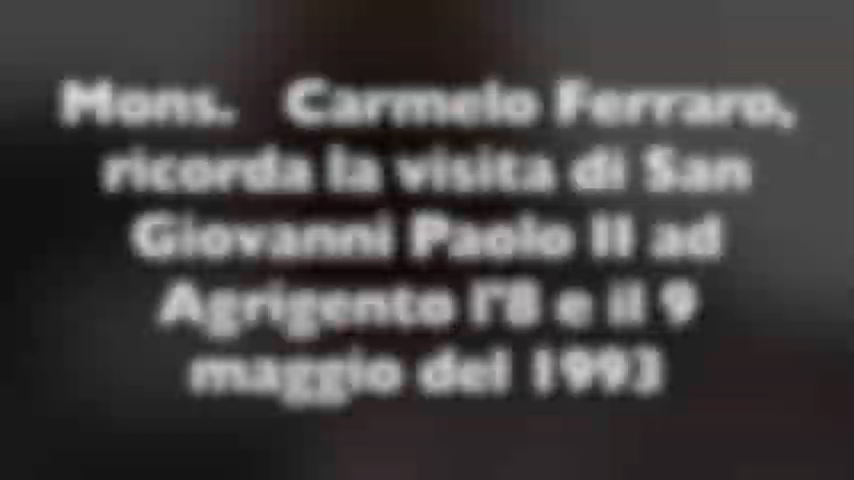 Mons. Carmelo Ferraro,
ricorda la visita di San
Giovanni Paolo II ad
Agrigento l'8 e il 9
maggio del 1993